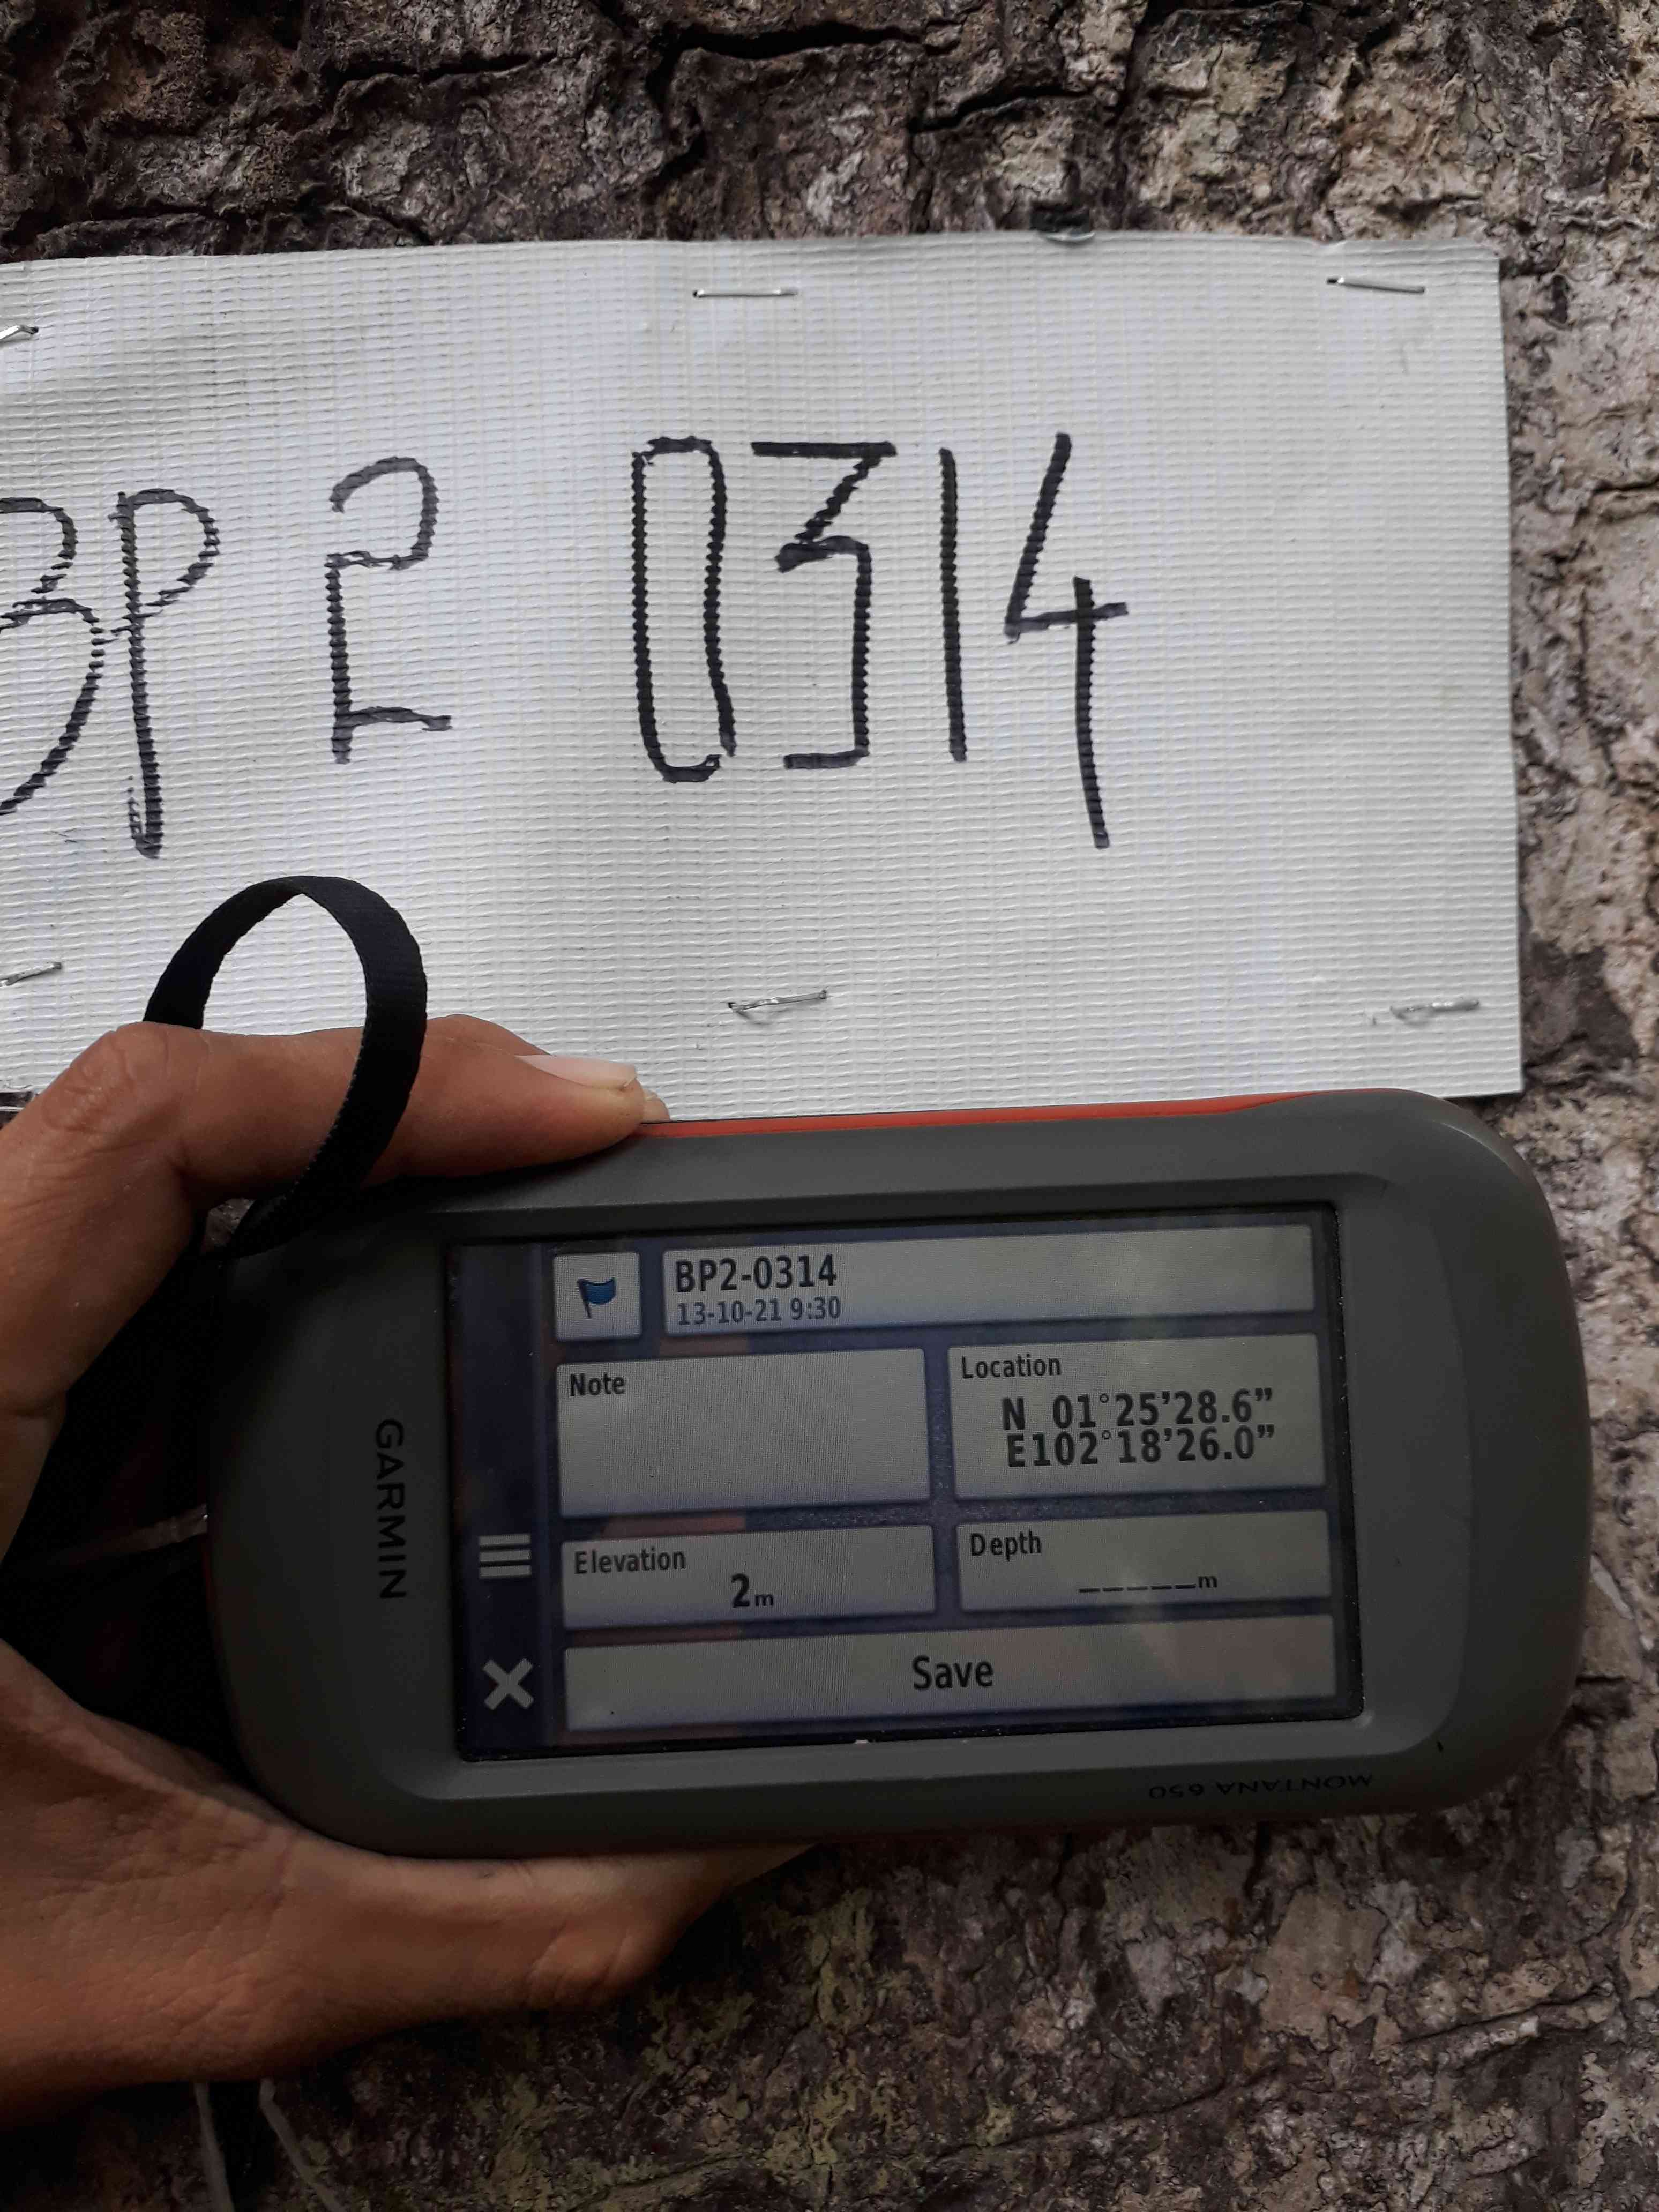 BP 2 0314
BP2-0314
13-10-21 9:30
Note
Location
N 01°25'28.6"
E102°18'26.0"
Elevation
2m
Depth
_____m
Save
GARMIN
MONTANA 650